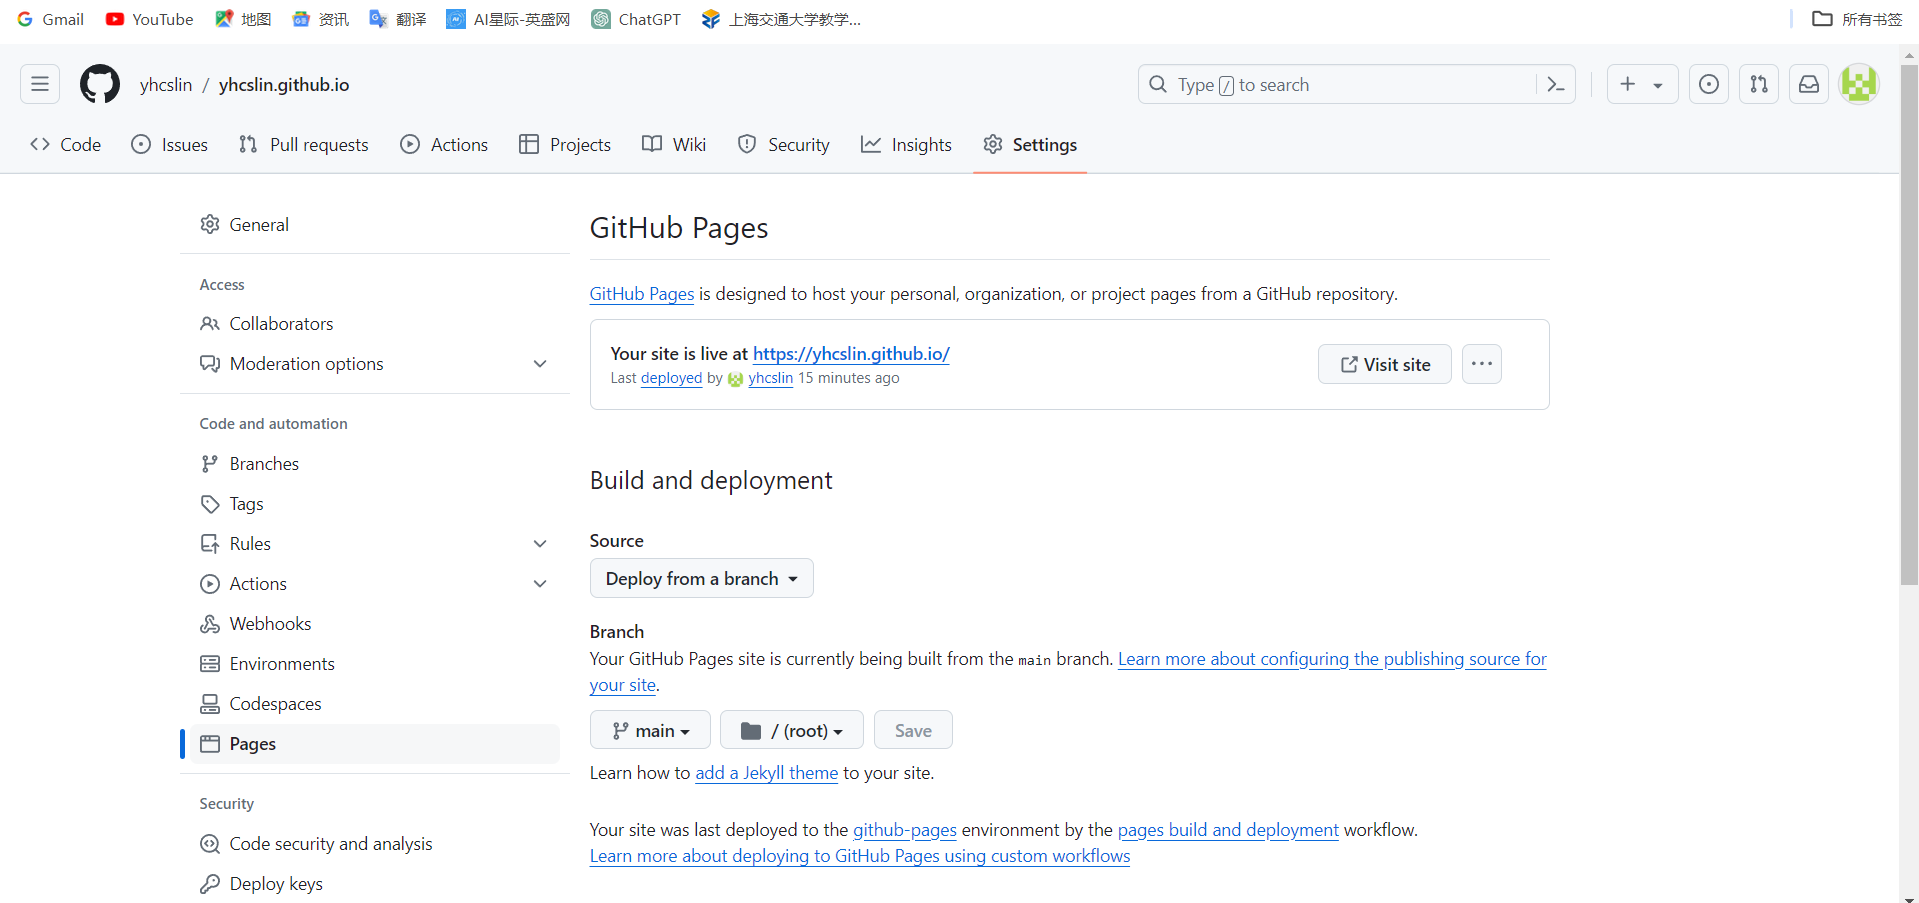 Gmail YouTube 地图 资讯 翻译 AI星际-英盛网 ChatGPT 上海交通大学教学... 所有书签
yhcslin / yhcslin.github.io Type / to search
Code Issues Pull requests Actions Projects Wiki Security Insights Settings
General
Access
Collaborators
Moderation options
Code and automation
Branches
Tags
Rules
Actions
Webhooks
Environments
Codespaces
Pages
Security
Code security and analysis
Deploy keys
GitHub Pages
GitHub Pages is designed to host your personal, organization, or project pages from a GitHub repository.
Your site is live at https://yhcslin.github.io/
Last deployed by yhcslin 15 minutes ago
Visit site
Build and deployment
Source
Deploy from a branch
Branch
Your GitHub Pages site is currently being built from the main branch. Learn more about configuring the publishing source for
your site.
main / (root) Save
Learn how to add a Jekyll theme to your site.
Your site was last deployed to the github-pages environment by the pages build and deployment workflow.
Learn more about deploying to GitHub Pages using custom workflows